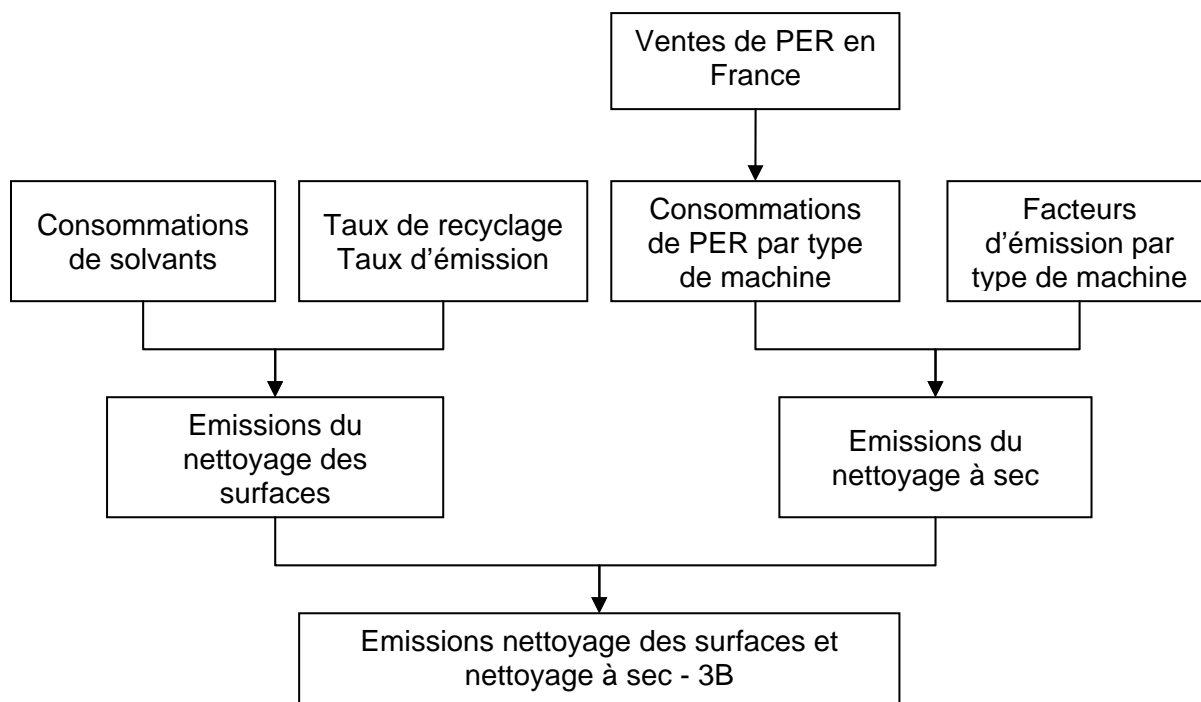 Ventes de PER en
France
Consommations
de solvants
Taux de recyclage
Taux d'émission
Consommations
de PER par type
de machine
Facteurs
d'émission par
type de machine
Emissions du
nettoyage des
surfaces
Emissions du
nettoyage à sec
Emissions nettoyage des surfaces et
nettoyage à sec - 3B